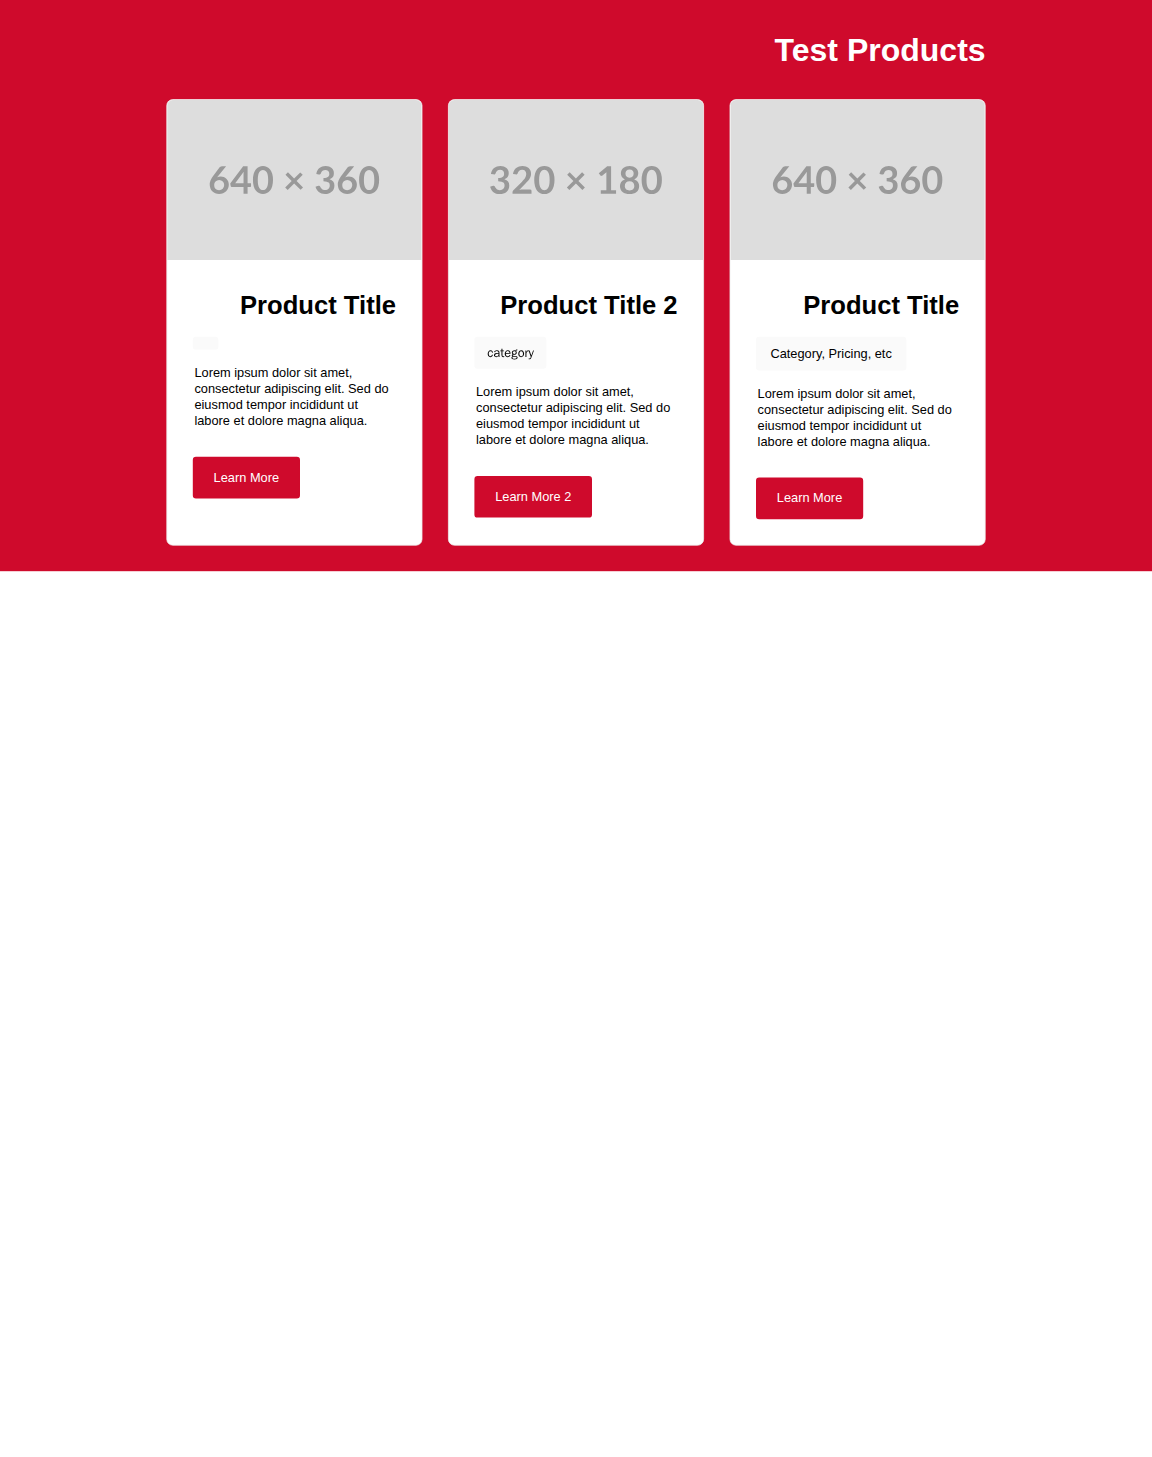 Test Products
640 × 360
Product Title
Lorem ipsum dolor sit amet,
consectetur adipiscing elit. Sed do
eiusmod tempor incididunt ut
labore et dolore magna aliqua.
Learn More
320 × 180
Product Title 2
category
Lorem ipsum dolor sit amet,
consectetur adipiscing elit. Sed do
eiusmod tempor incididunt ut
labore et dolore magna aliqua.
Learn More 2
640 × 360
Product Title
Category, Pricing, etc
Lorem ipsum dolor sit amet,
consectetur adipiscing elit. Sed do
eiusmod tempor incididunt ut
labore et dolore magna aliqua.
Learn More